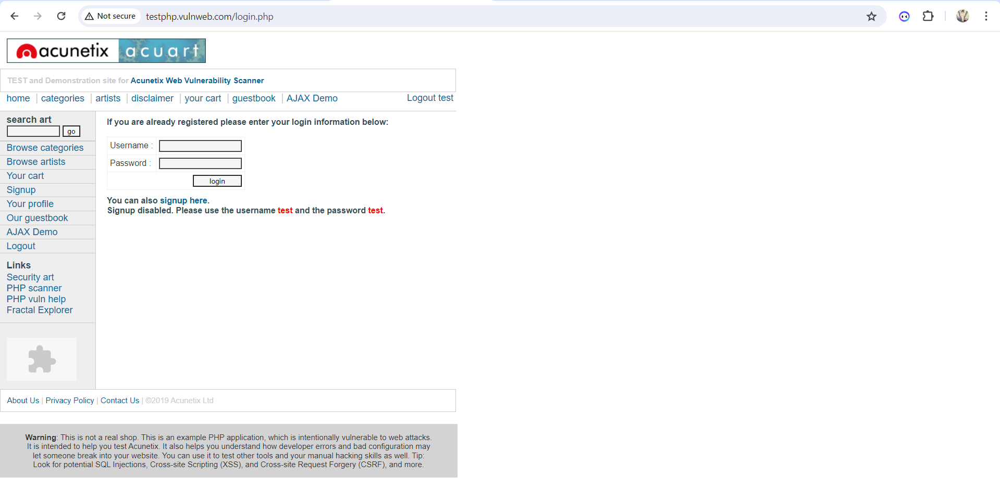 Not secure testphp.vulnweb.com/login.php
acunetix acuart
TEST and Demonstration site for Acunetix Web Vulnerability Scanner
home | categories | artists | disclaimer | your cart | guestbook | AJAX Demo Logout test
search art
go
Browse categories
Browse artists
Your cart
Signup
Your profile
Our guestbook
AJAX Demo
Logout
Links
Security art
PHP scanner
PHP vuln help
Fractal Explorer
If you are already registered please enter your login information below:
Username :
Password :
login
You can also signup here.
Signup disabled. Please use the username test and the password test.
About Us | Privacy Policy | Contact Us | ©2019 Acunetix Ltd
Warning: This is not a real shop. This is an example PHP application, which is intentionally vulnerable to web attacks.
It is intended to help you test Acunetix. It also helps you understand how developer errors and bad configuration may
let someone break into your website. You can use it to test other tools and your manual hacking skills as well. Tip:
Look for potential SQL Injections, Cross-site Scripting (XSS), and Cross-site Request Forgery (CSRF), and more.